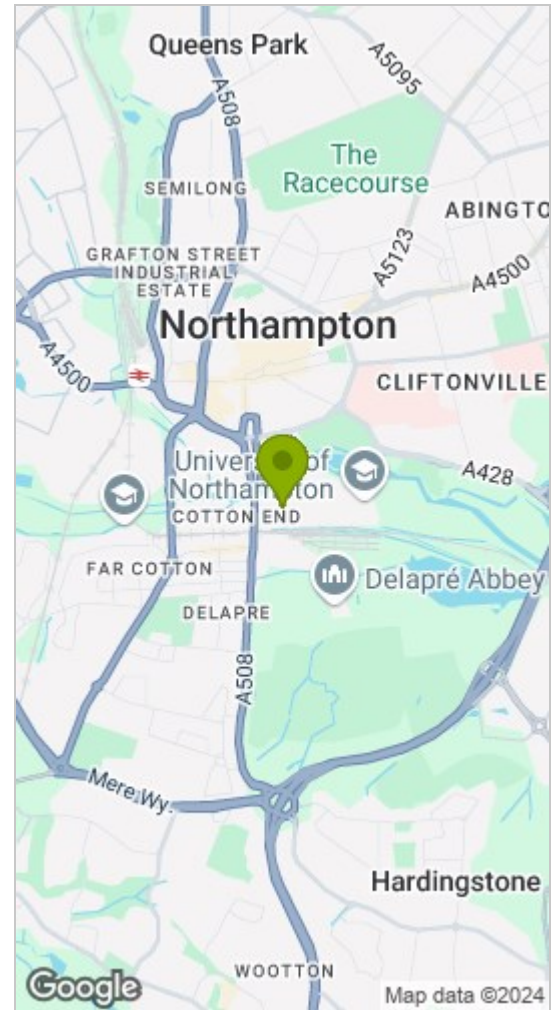 Queens Park
A508
A5095
The
Racecourse
SEMILONG
ABINGTO
GRAFTON STREET
INDUSTRIAL
ESTATE
A5123
A4500
Northampton
A4500
CLIFTONVILLE
A428
University of
Northampton
COTTON END
FAR COTTON
Delapré Abbey
DELAPRE
A508
Mere Wy.
Hardingstone
WOOTTON
Google
Map data ©2024